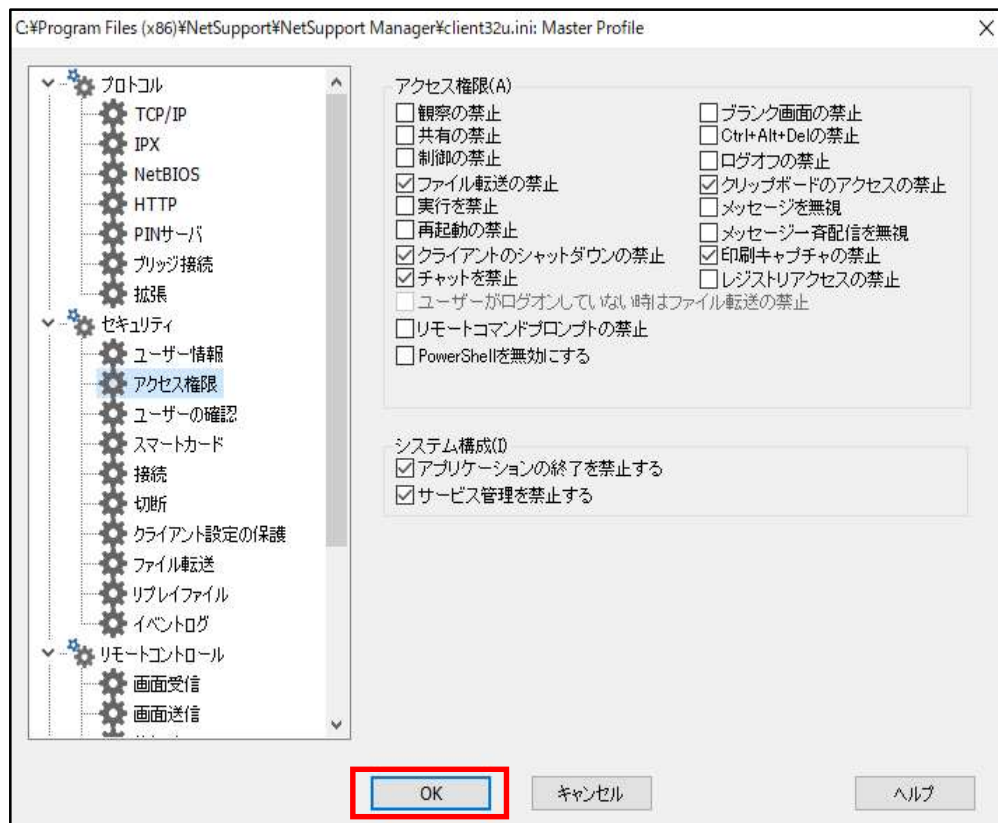 C:¥Program Files (x86)¥NetSupport¥NetSupport Manager¥client32u.ini: Master Profile
プロトコル
TCP/IP
IPX
NetBIOS
HTTP
PINサーバ
ブリッジ接続
拡張
セキュリティ
ユーザー情報
アクセス権限
ユーザーの確認
スマートカード
接続
切断
クライアント設定の保護
ファイル転送
リプレイファイル
イベントログ
リモートコントロール
画面受信
画面送信
アクセス権限(A)
観察の禁止
共有の禁止
制御の禁止
ファイル転送の禁止
実行を禁止
再起動の禁止
クライアントのシャットダウンの禁止
チャットを禁止
ユーザーがログオンしていない時はファイル転送の禁止
リモートコマンドプロンプトの禁止
PowerShellを無効にする
ブランク画面の禁止
Ctrl+Alt+Delの禁止
ログオフの禁止
クリップボードのアクセスの禁止
メッセージを無視
メッセージ一斉配信を無視
印刷キャプチャの禁止
レジストリアクセスの禁止
システム構成(I)
アプリケーションの終了を禁止する
サービス管理を禁止する
OK
キャンセル
ヘルプ